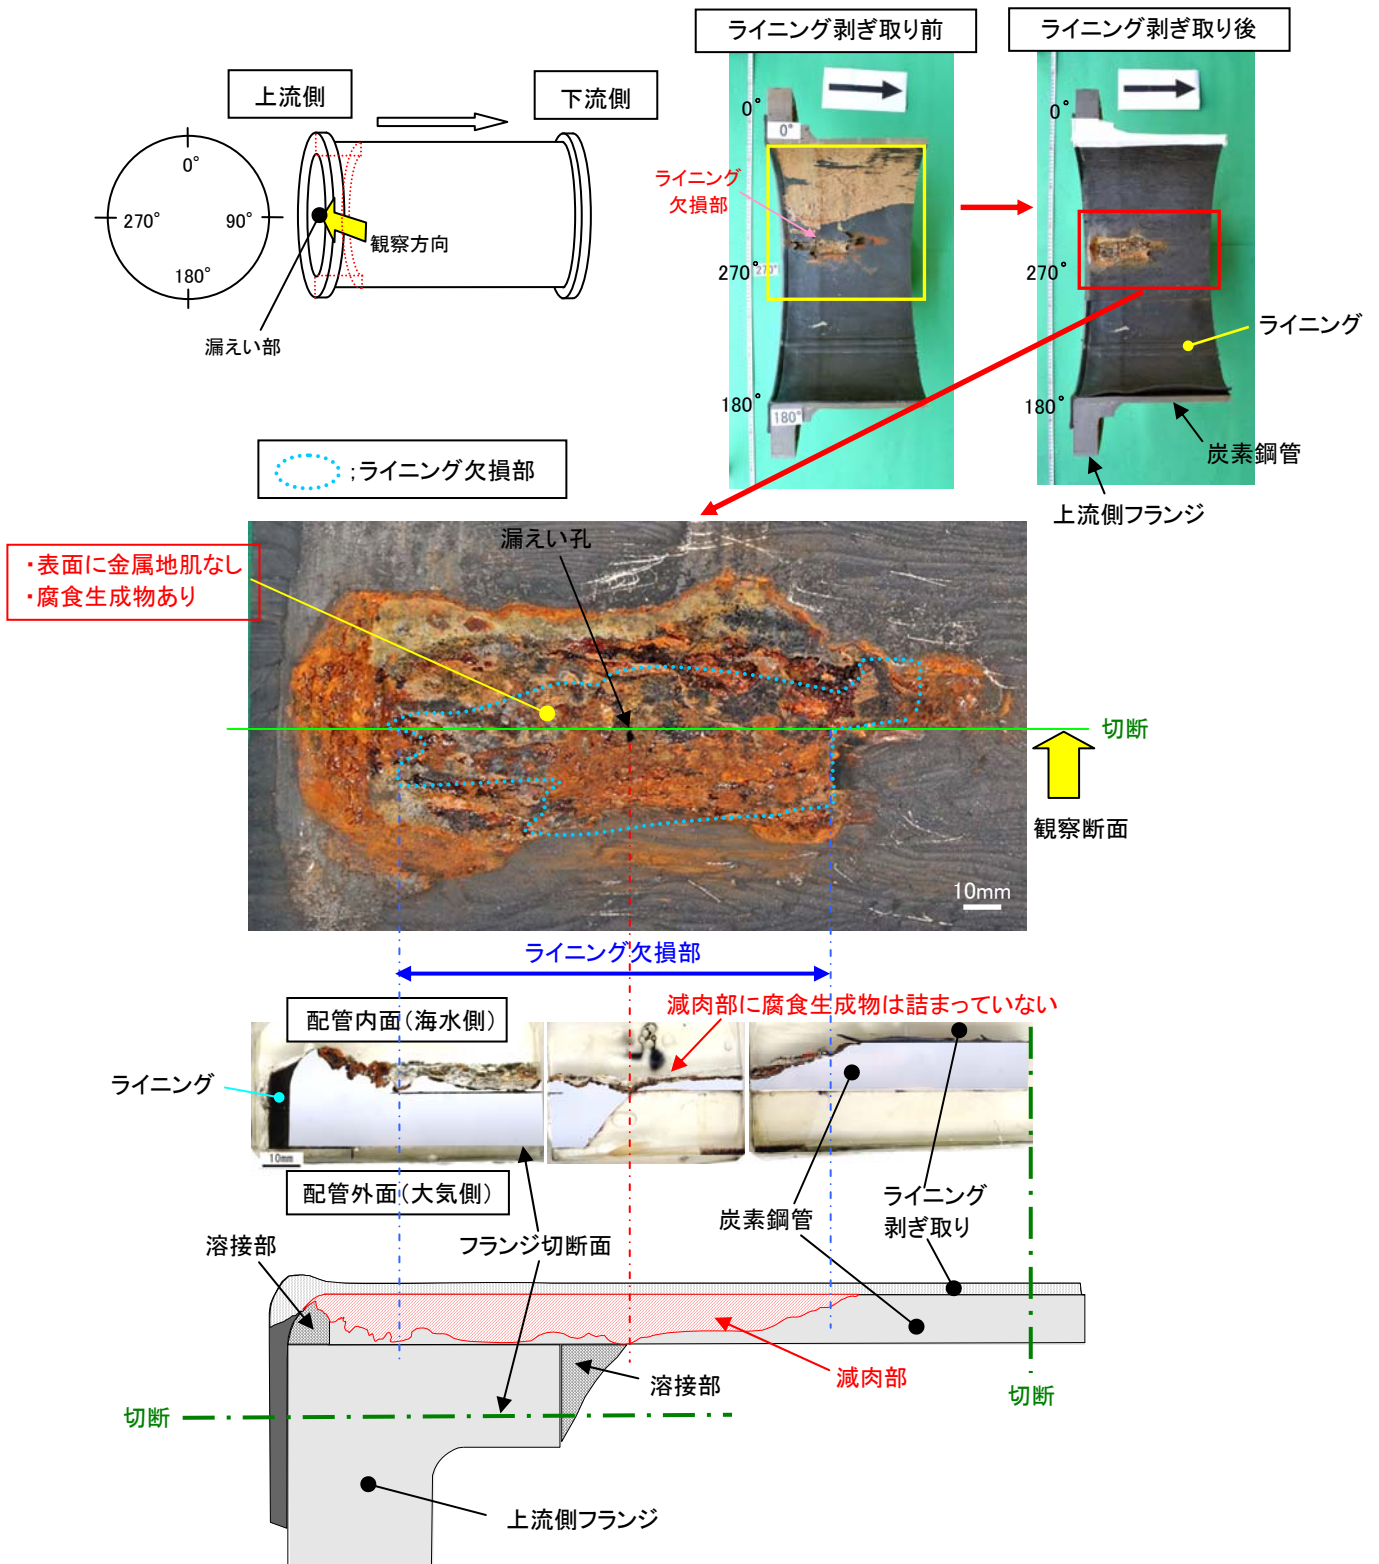 ライニング剥ぎ取り前
ライニング剥ぎ取り後
上流側
下流側
0°
270°
90°
180°
観察方向
漏えい部
0°
0°
ライニング
欠損部
270°
270°
180°
180°
0°
270°
ライニング
180°
炭素鋼管
上流側フランジ
;ライニング欠損部
・表面に金属地肌なし
・腐食生成物あり
漏えい孔
切断
観察断面
10mm
ライニング欠損部
配管内面(海水側)
減肉部に腐食生成物は詰まっていない
ライニング
10mm
配管外面(大気側)
溶接部
フランジ切断面
炭素鋼管
ライニング
剥ぎ取り
溶接部
減肉部
切断
切断
上流側フランジ